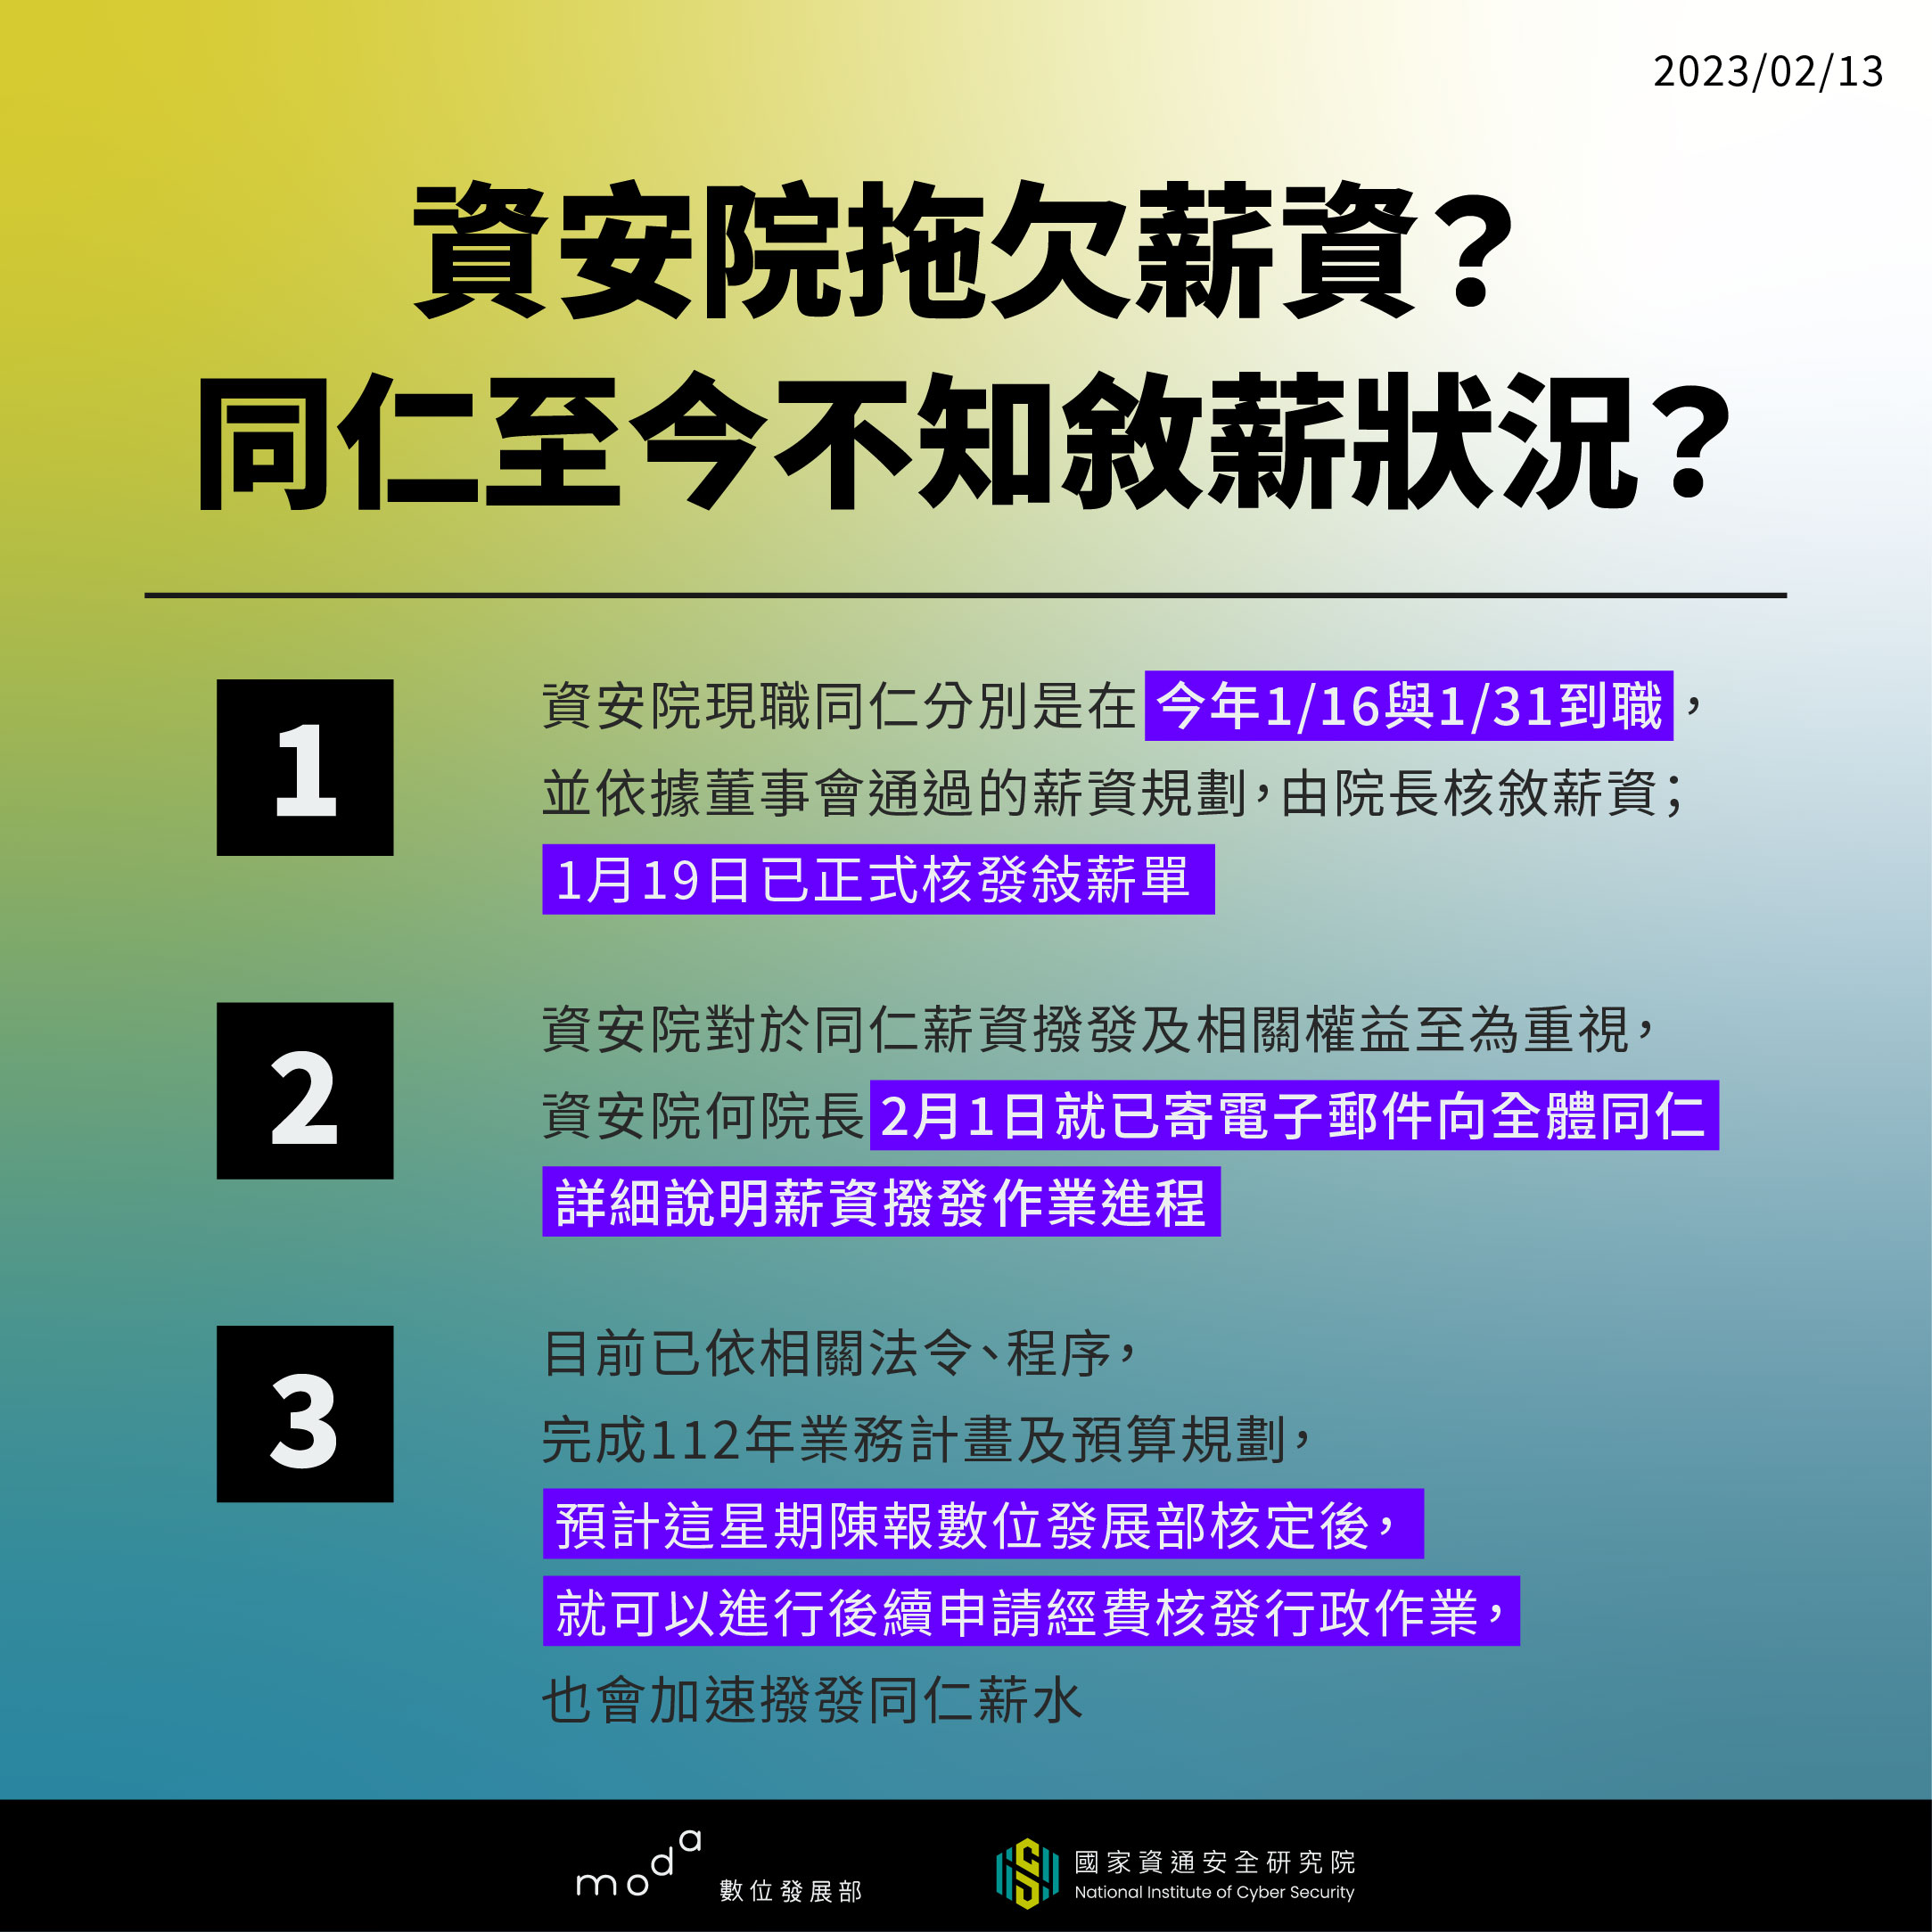 2023/02/13
資安院拖欠薪資？
同仁至今不知敘薪狀況？
1
資安院現職同仁分別是在今年1/16與1/31到職，
並依據董事會通過的薪資規劃，由院長核敘薪資；
1月19日已正式核發敍薪單
2
資安院對於同仁薪資撥發及相關權益至為重視，
資安院何院長2月1日就已寄電子郵件向全體同仁
詳細說明薪資撥發作業進程
3
目前已依相關法令、程序，
完成112年業務計畫及預算規劃，
預計這星期陳報數位發展部核定後，
就可以進行後續申請經費核發行政作業，
也會加速撥發同仁薪水
moda 數位發展部
國家資通安全研究院
National Institute of Cyber Security